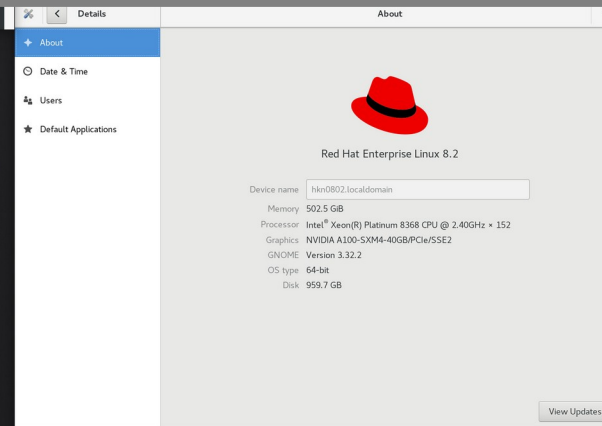 Details
About
About
Date & Time
Users
Default Applications
Red Hat Enterprise Linux 8.2
Device name hkn0802.localdomain
Memory 502.5 GiB
Processor Intel® Xeon(R) Platinum 8368 CPU @ 2.40GHz × 152
Graphics NVIDIA A100-SXM4-40GB/PCIe/SSE2
GNOME Version 3.32.2
OS type 64-bit
Disk 959.7 GB
View Updates